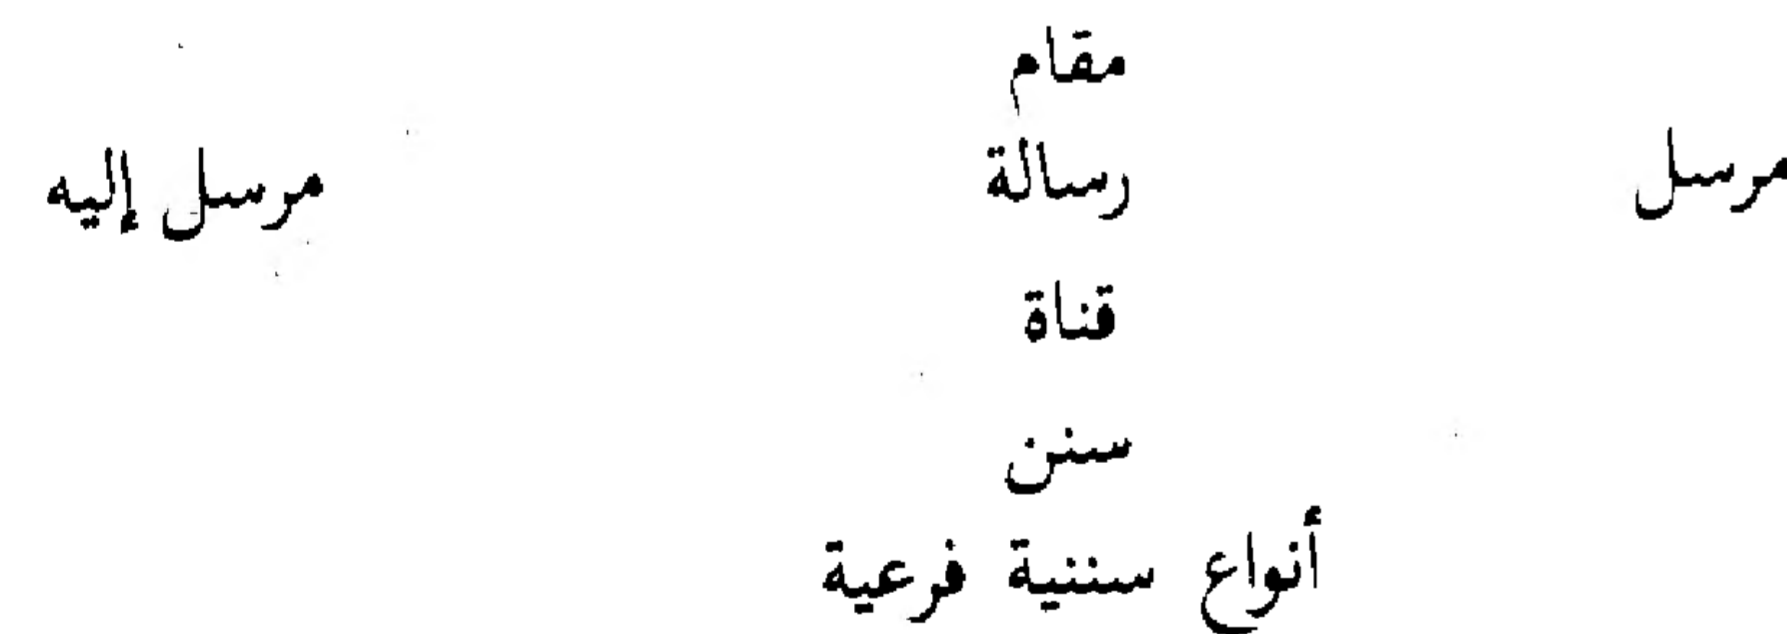 مقام
مرسل رسالة مرسل إليه
قناة
سنن
أنواع سننية فرعية